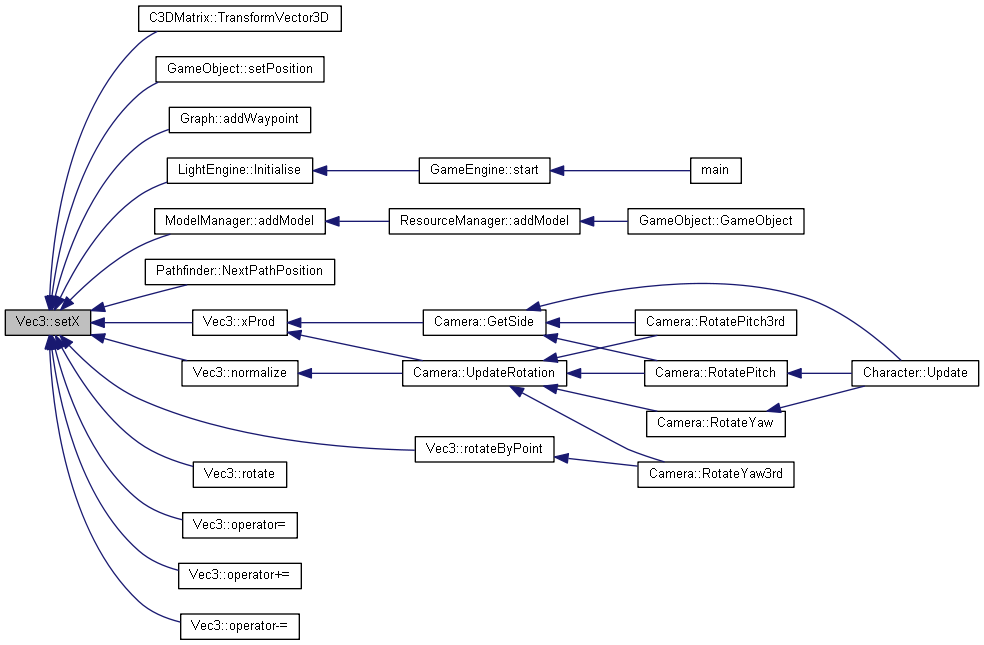 C3DMatrix::TransformVector3D
GameObject::setPosition
Graph::addWaypoint
LightEngine::Initialise
GameEngine::start
main
ModelManager::addModel
ResourceManager::addModel
GameObject::GameObject
Pathfinder::NextPathPosition
Vec3::setX
Vec3::xProd
Camera::GetSide
Camera::RotatePitch3rd
Vec3::normalize
Camera::UpdateRotation
Camera::RotatePitch
Character::Update
Camera::RotateYaw
Vec3::rotateByPoint
Vec3::rotate
Camera::RotateYaw3rd
Vec3::operator=
Vec3::operator+=
Vec3::operator-=